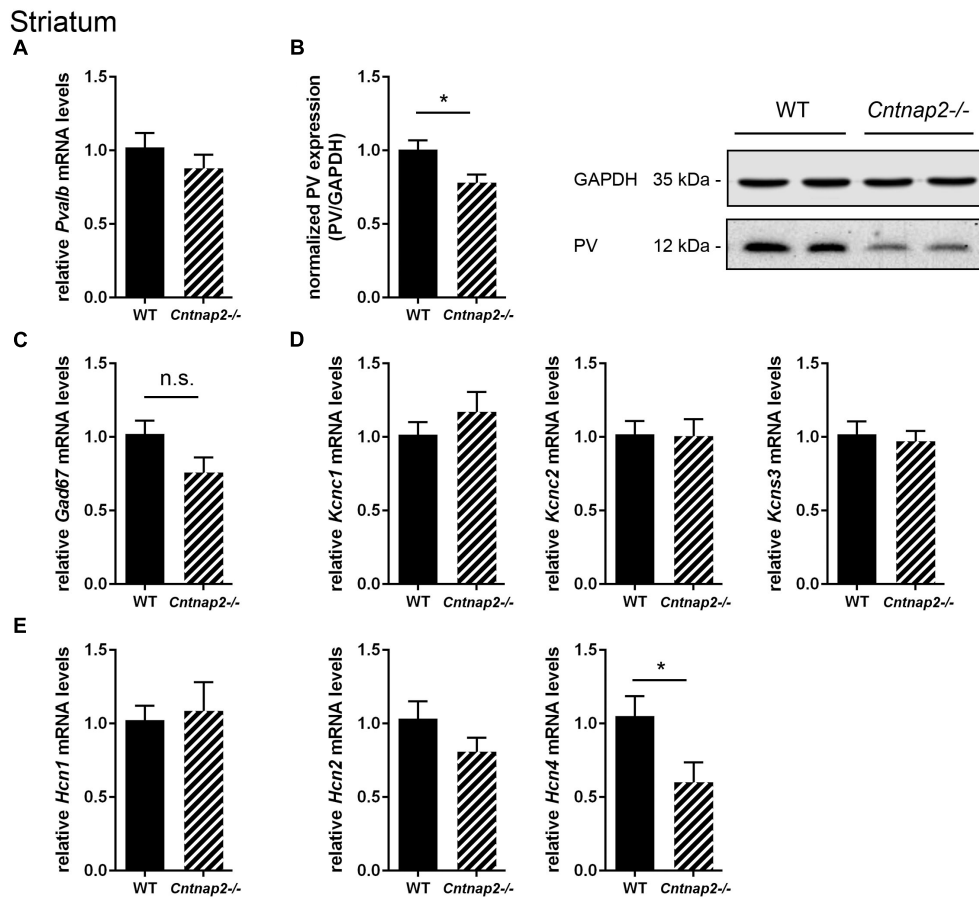 Striatum
A
relative Pvalb mRNA levels
1.5
1.0
0.5
0.0
WT
Cntnap2-/-
B
normalized PV expression
(PV/GAPDH)
1.5
1.0
0.5
0.0
*
WT
Cntnap2-/-
WT
Cntnap2-/-
GAPDH 35 kDa -
PV 12 kDa -
C
relative Gad67 mRNA levels
1.5
1.0
0.5
0.0
n.s.
WT
Cntnap2-/-
D
relative Kcnc1 mRNA levels
1.5
1.0
0.5
0.0
WT
Cntnap2-/-
relative Kcnc2 mRNA levels
1.5
1.0
0.5
0.0
WT
Cntnap2-/-
relative Kcns3 mRNA levels
1.5
1.0
0.5
0.0
WT
Cntnap2-/-
E
relative Hcn1 mRNA levels
1.5
1.0
0.5
0.0
WT
Cntnap2-/-
relative Hcn2 mRNA levels
1.5
1.0
0.5
0.0
WT
Cntnap2-/-
relative Hcn4 mRNA levels
1.5
1.0
0.5
0.0
*
WT
Cntnap2-/-